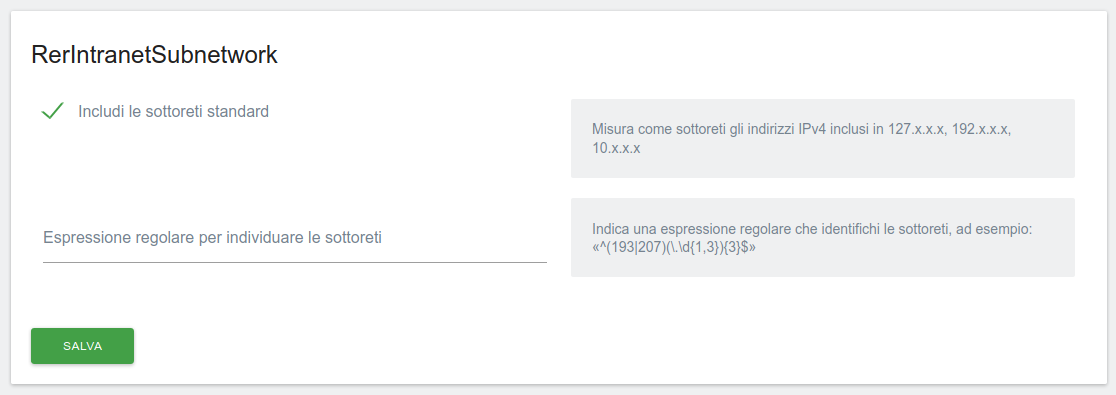 RerIntranetSubnetwork
Includi le sottoreti standard
Misura come sottoreti gli indirizzi IPv4 inclusi in 127.x.x.x, 192.x.x.x,
10.x.x.x
Espressione regolare per individuare le sottoreti
Indica una espressione regolare che identifichi le sottoreti, ad esempio:
«^(193|207)(\.\d{1,3}){3}$»
SALVA